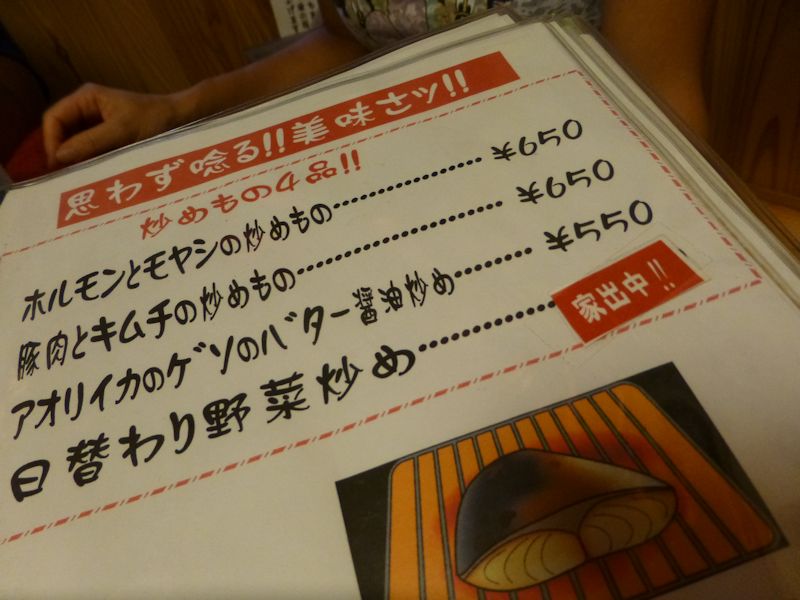 思わず唸る!!美味さッ!!
炒めもの4品!!
ホルモンとモヤシの炒めもの………………¥650
豚肉とキムチの炒めもの………………¥650
アオリイカのゲソのバター醤油炒め………¥550
日替わり野菜炒め………………家出中!!